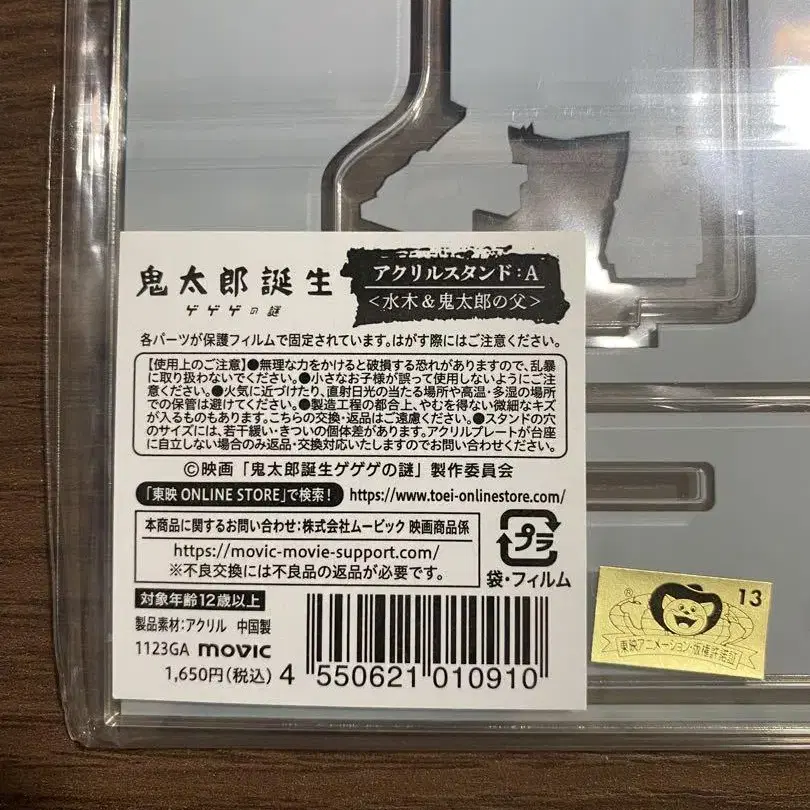 鬼太郎誕生
ゲゲゲの謎
アクリルスタンド:A
<水木&鬼太郎の父>
各パーツが保護フィルムで固定されています。はがす際にはご注意ください。
【使用上のご注意】●無理な力をかけると破損する恐れがありますので、乱暴
に取り扱わないでください。●小さなお子様が誤って使用しないようにご注
意ください。●火気に近づけたり、直射日光の当たる場所や高温・多湿の場所
での保管は避けてください。●製造工程の都合上、やむを得ない微細なキズ
が入るものもあります。こちらの交換・返品はご遠慮ください。●スタンドの穴
のサイズには、若干緩い・きついの個体差があります。アクリルプレートが台座
に自立しない場合のみ返品・交換対応いたしますのでお問い合わせください。
©映画「鬼太郎誕生ゲゲゲの謎」製作委員会
「東映 ONLINE STORE」で検索! https://www.toei-onlinestore.com/
本商品に関するお問い合わせ:株式会社ムービック 映画商品係
https://movic-movie-support.com/
※不良交換には不良品の返品が必要です。
プラ
袋・フィルム
対象年齢12歳以上
製品素材:アクリル 中国製
1123GA movic
1,650円(税込)
4 550621 010910
® 13
東映アニメーション・版権許諾証